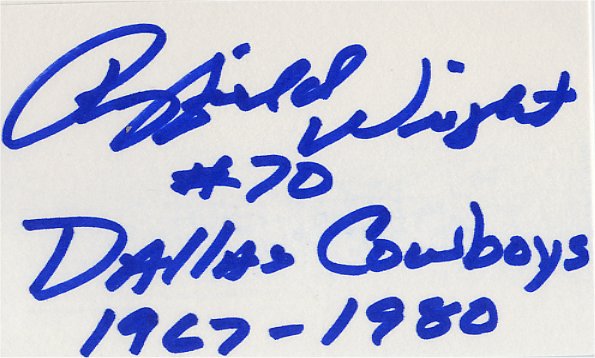 Rayfield Wright
#70
Dallas Cowboys
1967-1980